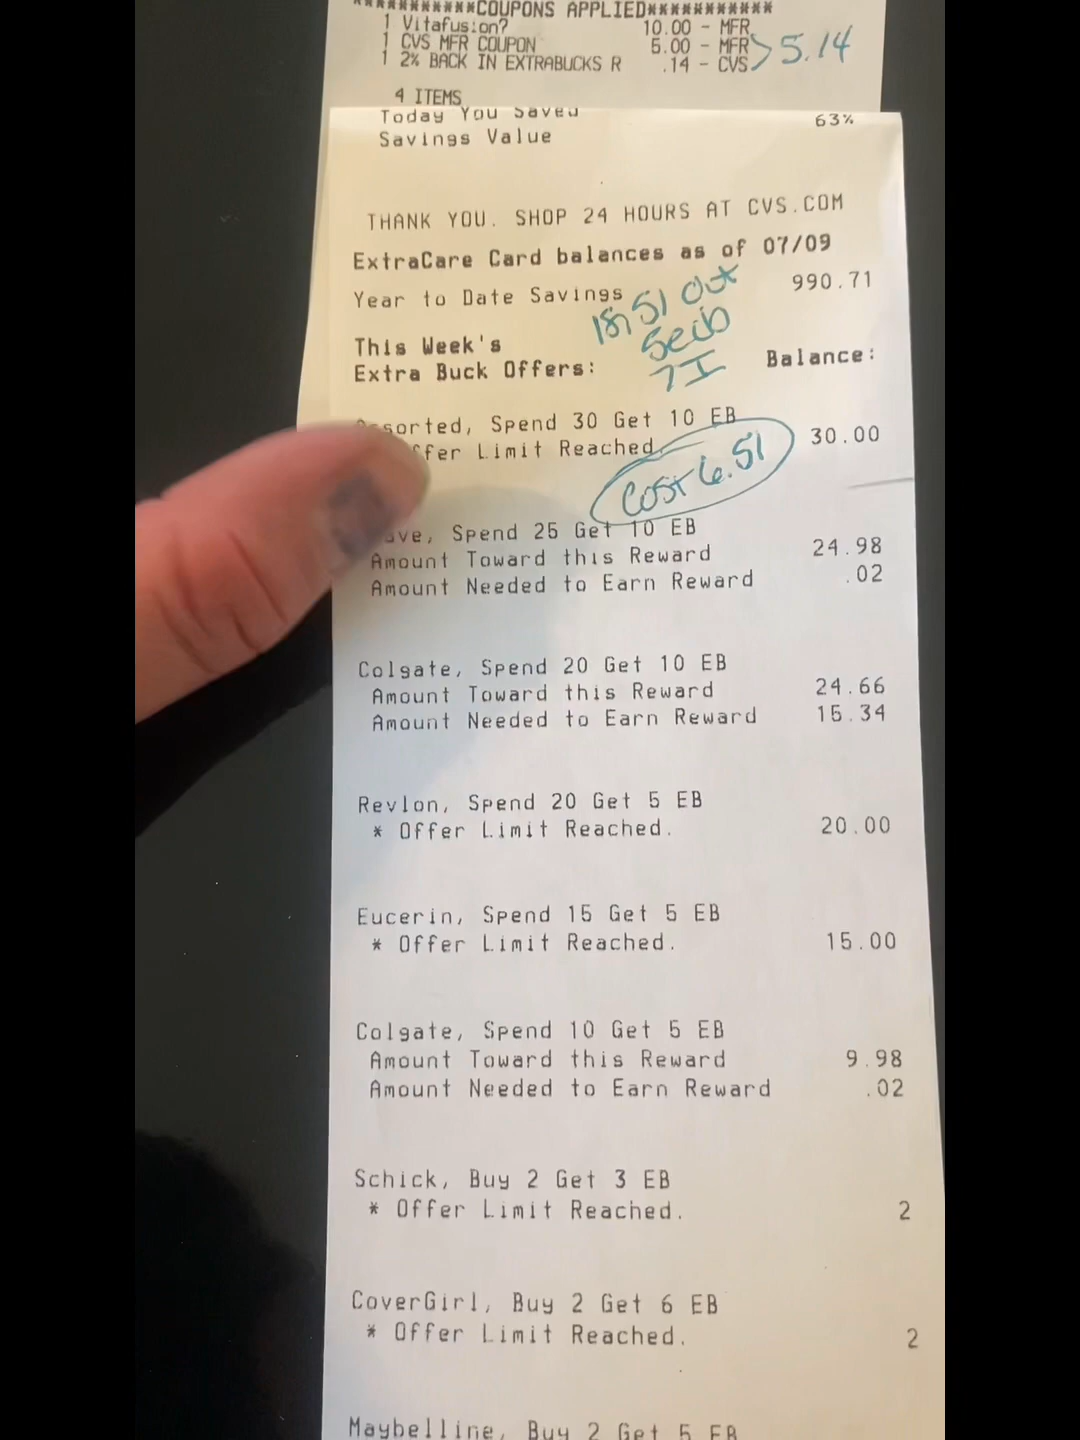 ***********COUPONS APPLIED***********
1 Vitafusion? 10.00 - MFR
1 CVS MFR COUPON 5.00 - MFR
1 2% BACK IN EXTRABUCKS R .14 - CVS
5.14
4 ITEMS
Today You Saved 63%
Savings Value
THANK YOU. SHOP 24 HOURS AT CVS.COM
ExtraCare Card balances as of 07/09
Year to Date Savings 990.71
18.51 Out
5ecb
7I
This Week's
Extra Buck Offers: Balance:
Assorted, Spend 30 Get 10 EB
Offer Limit Reached. 30.00
Cost 6.51
Spend 25 Get 10 EB
Amount Toward this Reward 24.98
Amount Needed to Earn Reward .02
Colgate, Spend 20 Get 10 EB
Amount Toward this Reward 24.66
Amount Needed to Earn Reward 15.34
Revlon, Spend 20 Get 5 EB
* Offer Limit Reached. 20.00
Eucerin, Spend 15 Get 5 EB
* Offer Limit Reached. 15.00
Colgate, Spend 10 Get 5 EB
Amount Toward this Reward 9.98
Amount Needed to Earn Reward .02
Schick, Buy 2 Get 3 EB
* Offer Limit Reached. 2
CoverGirl, Buy 2 Get 6 EB
* Offer Limit Reached. 2
Maybelline, Buy 2 Get 5 EB